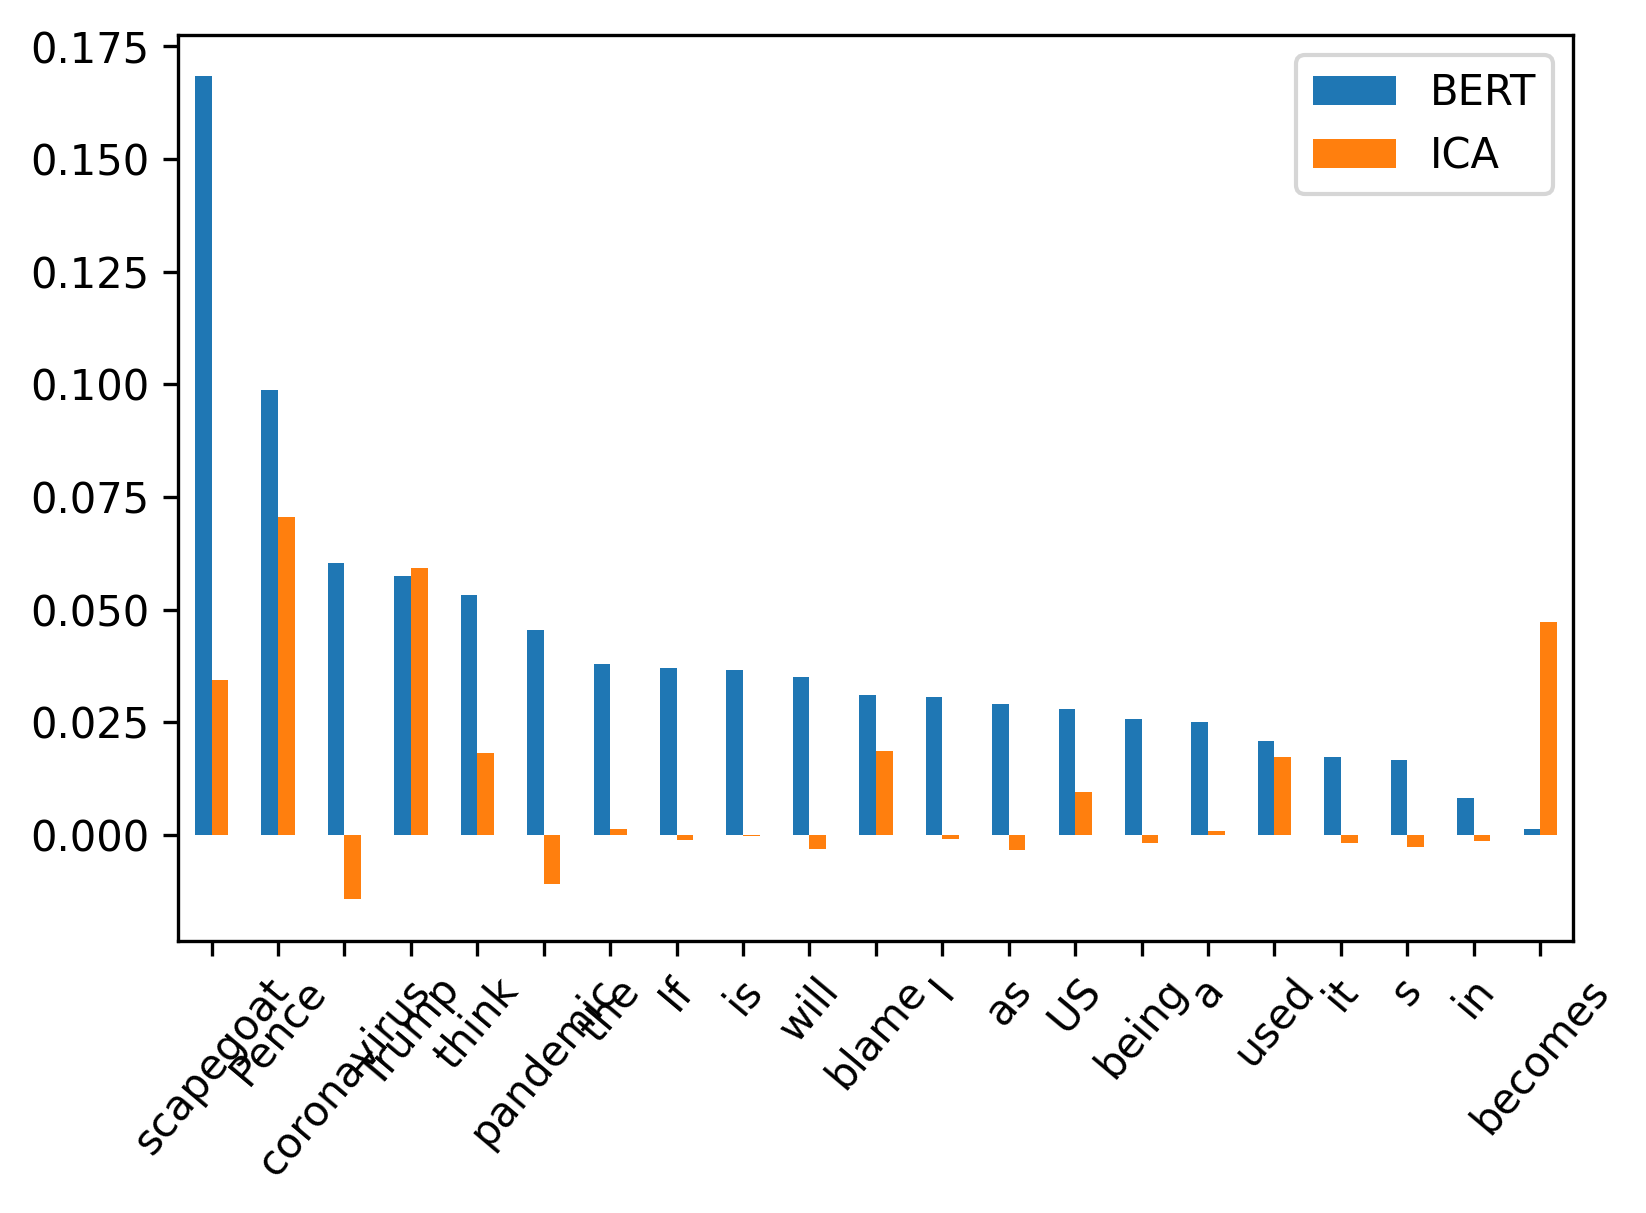 0.175
0.150
0.125
0.100
0.075
0.050
0.025
0.000
BERT
ICA
scapegoat
Pence
coronavirus
Trump
think
pandemic
the
If
is
will
blame
I
as
US
being
a
used
it
s
in
becomes